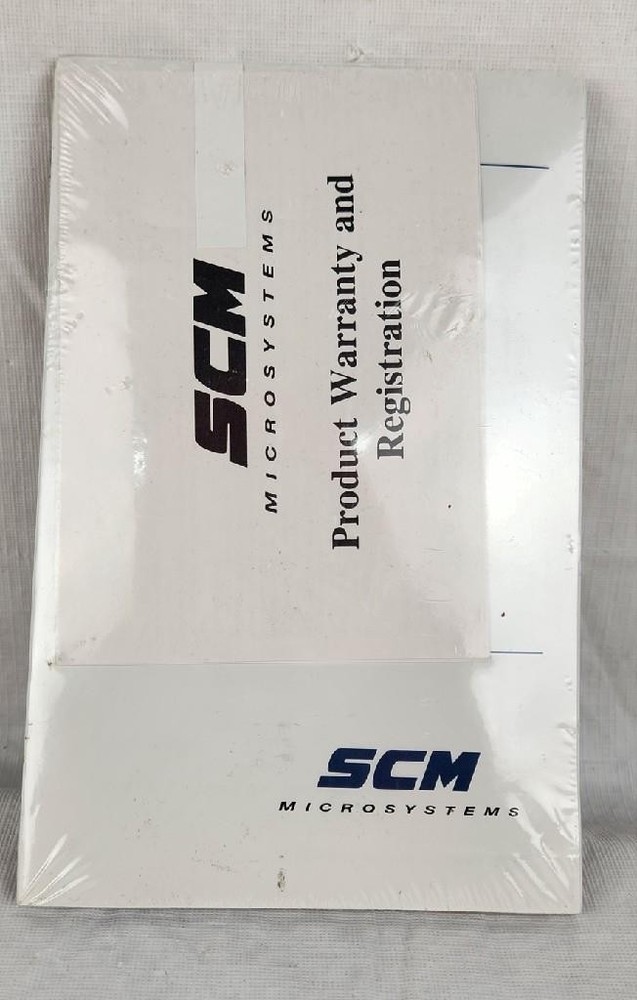 SCM
MICROSYSTEMS
Product Warranty and
Registration
SCM
MICROSYSTEMS